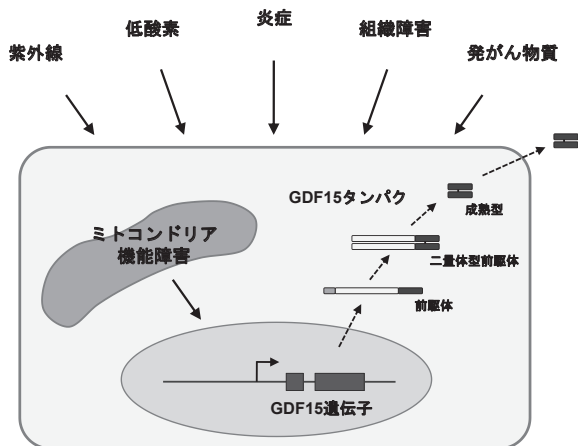 紫外線
低酸素
炎症
組織障害
発がん物質
GDF15タンパク
成熟型
ミトコンドリア
機能障害
二量体型前駆体
前駆体
GDF15遺伝子